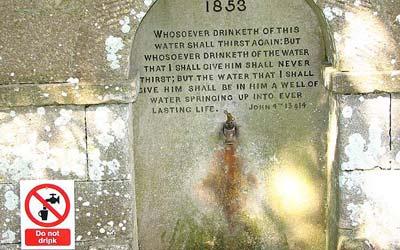 1853
WHOSOEVER DRINKETH OF THIS
WATER SHALL THIRST AGAIN: BUT
WHOSOEVER DRINKETH OF THE WATER
THAT I SHALL GIVE HIM SHALL NEVER
THIRST; BUT THE WATER THAT I SHALL
GIVE HIM SHALL BE IN HIM A WELL OF
WATER SPRINGING UP INTO EVER
LASTING LIFE. JOHN 4TH 13 &14
Do not
drink